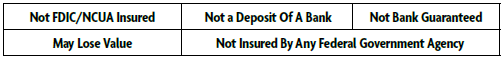 Not FDIC/NCUA Insured Not a Deposit Of A Bank Not Bank Guaranteed
May Lose Value Not Insured By Any Federal Government Agency